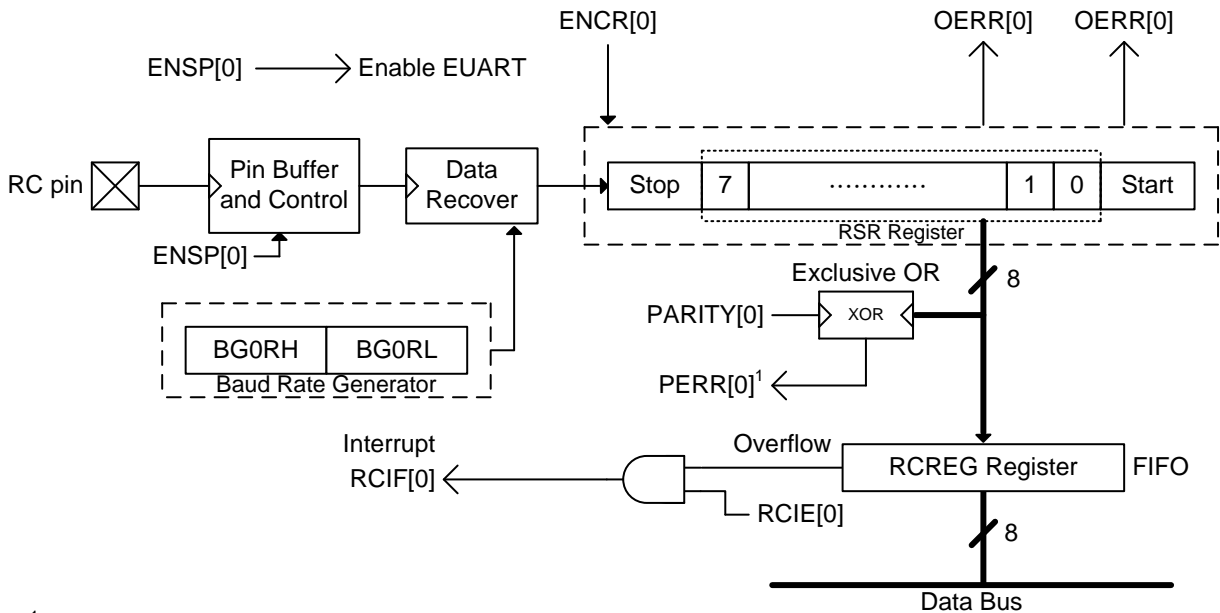 ENCR[0]
OERR[0]
OERR[0]
ENSP[0]
Enable EUART
RC pin
Pin Buffer
and Control
Data
Recover
Stop
7
............
1
0
Start
RSR Register
ENSP[0]
Exclusive OR
8
PARITY[0]
XOR
BG0RH
BG0RL
Baud Rate Generator
PERR[0]¹
Interrupt
RCIF[0]
Overflow
RCREG Register
FIFO
RCIE[0]
8
Data Bus